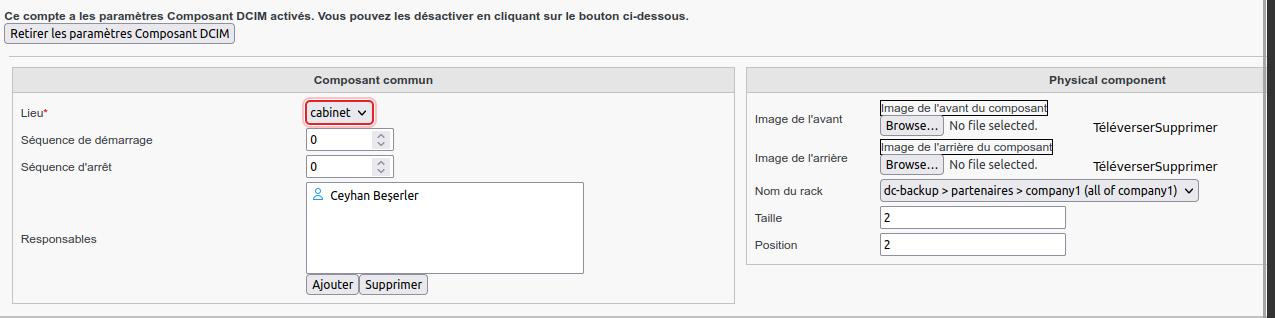 Ce compte a les paramètres Composant DCIM activés. Vous pouvez les désactiver en cliquant sur le bouton ci-dessous.
Retirer les paramètres Composant DCIM
Composant commun
Lieu*
cabinet
Séquence de démarrage
0
Séquence d'arrêt
0
Responsables
Ceyhan Beşerler
Ajouter Supprimer
Physical component
Image de l'avant
Image de l'avant du composant
Browse... No file selected.
TéléverserSupprimer
Image de l'arrière
Image de l'arrière du composant
Browse... No file selected.
TéléverserSupprimer
Nom du rack
dc-backup > partenaires > company1 (all of company1)
Taille
2
Position
2